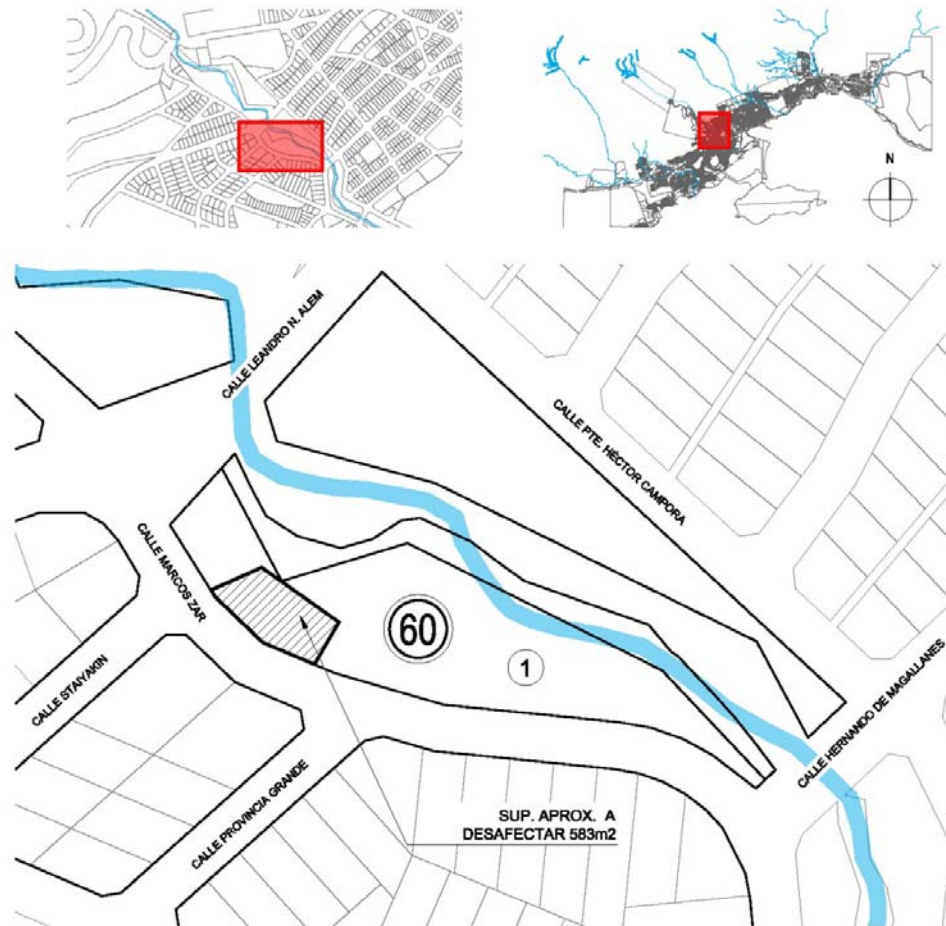 N
CALLE LEANDRO N. ALEM
CALLE PTE. HÉCTOR CAMPORA
CALLE MARCOS ZAR
60
1
CALLE STAIYAKIN
CALLE HERNANDO DE MAGALLANES
CALLE PROVINCIA GRANDE
SUP. APROX. A
DESAFECTAR 583m2